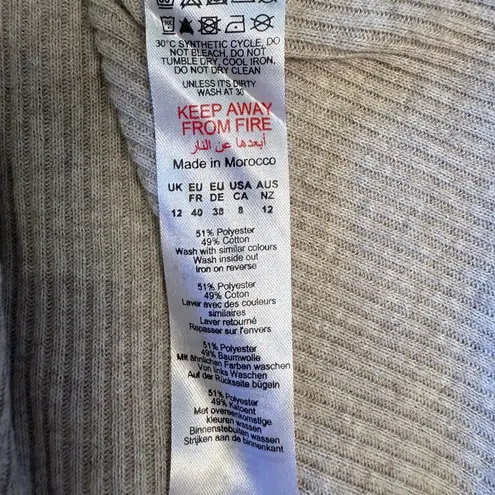 30°C SYNTHETIC CYCLE, DO
NOT BLEACH, DO NOT
TUMBLE DRY, COOL IRON,
DO NOT DRY CLEAN
UNLESS IT'S DIRTY
WASH AT 30
KEEP AWAY
FROM FIRE
أبعدها عن النار
Made in Morocco
UK EU EU USA AUS
FR DE CA NZ
12 40 38 8 12
51% Polyester
49% Cotton
Wash with similar colours
Wash inside out
Iron on reverse
51% Polyester
49% Coton
Laver avec des couleurs
similaires
Laver retourné
Repasser sur l'envers
51% Polyester
49% Baumwolle
Mit ähnlichen Farben waschen
Von links Waschen
Auf der Rückseite bügeln
51% Polyester
49% Katoent
Met overeenkomstige
kleuren wassen
Binnenstebuiten wassen
Strijken aan de binnenkant